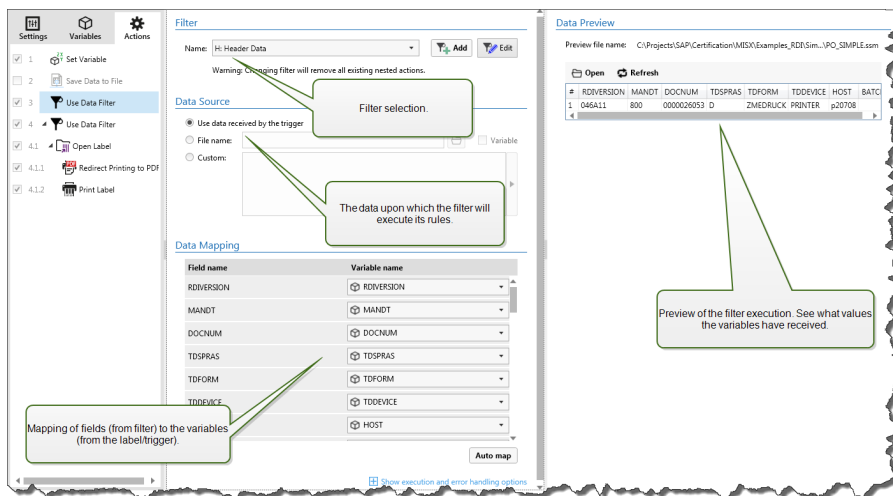 Settings
Variables
Actions
1 Set Variable
2 Save Data to File
3 Use Data Filter
4 Use Data Filter
4.1 Open Label
4.1.1 Redirect Printing to PDF
4.1.2 Print Label
Filter
Name: H: Header Data
Add
Edit
Warning: Changing filter will remove all existing nested actions.
Filter selection.
Data Source
Use data received by the trigger
File name:
Variable
Custom:
The data upon which the filter will
execute its rules.
Data Mapping
Field name Variable name
RDIVERSION RDIVERSION
MANDT MANDT
DOCNUM DOCNUM
TDSPRAS TDSPRAS
TDFORM TDFORM
TDDEVICE TDDEVICE
HOST
Mapping of fields (from filter) to the variables
(from the label/trigger).
Auto map
Show execution and error handling options
Data Preview
Preview file name: C:\Projects\SAP\Certification\MISX\Examples_RDI\Sim...\PO_SIMPLE.ssm
Open Refresh
# RDIVERSION MANDT DOCNUM TDSPRAS TDFORM TDDEVICE HOST BATC
1 046A11 800 0000026053 D ZMEDRUCK PRINTER p20708
Preview of the filter execution. See what values
the variables have received.